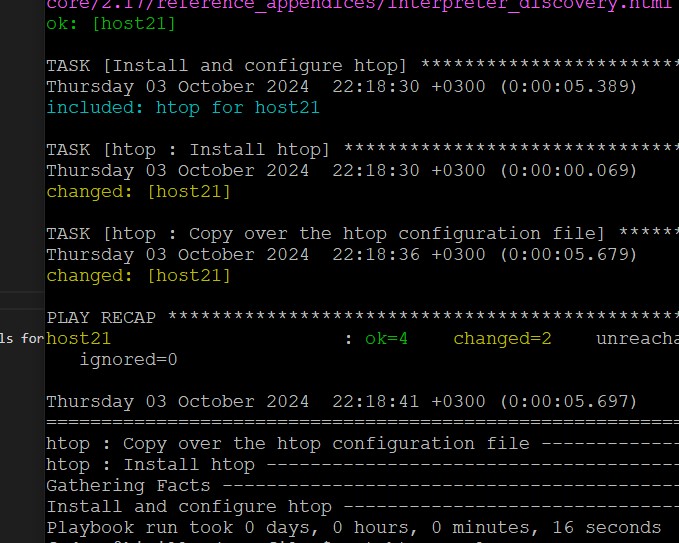 core/2.17/reference_appendices/interpreter_discovery.html
ok: [host21]
TASK [Install and configure htop] ************************
Thursday 03 October 2024  22:18:30 +0300 (0:00:05.389)
included: htop for host21
TASK [htop : Install htop] *******************************
Thursday 03 October 2024  22:18:30 +0300 (0:00:00.069)
changed: [host21]
TASK [htop : Copy over the htop configuration file] ******
Thursday 03 October 2024  22:18:36 +0300 (0:00:05.679)
changed: [host21]
PLAY RECAP ***********************************************
ls for
host21                     : ok=4    changed=2    unreacha
   ignored=0
Thursday 03 October 2024  22:18:41 +0300 (0:00:05.697)
==========================================================
htop : Copy over the htop configuration file -------------
htop : Install htop --------------------------------------
Gathering Facts ------------------------------------------
Install and configure htop -------------------------------
Playbook run took 0 days, 0 hours, 0 minutes, 16 seconds